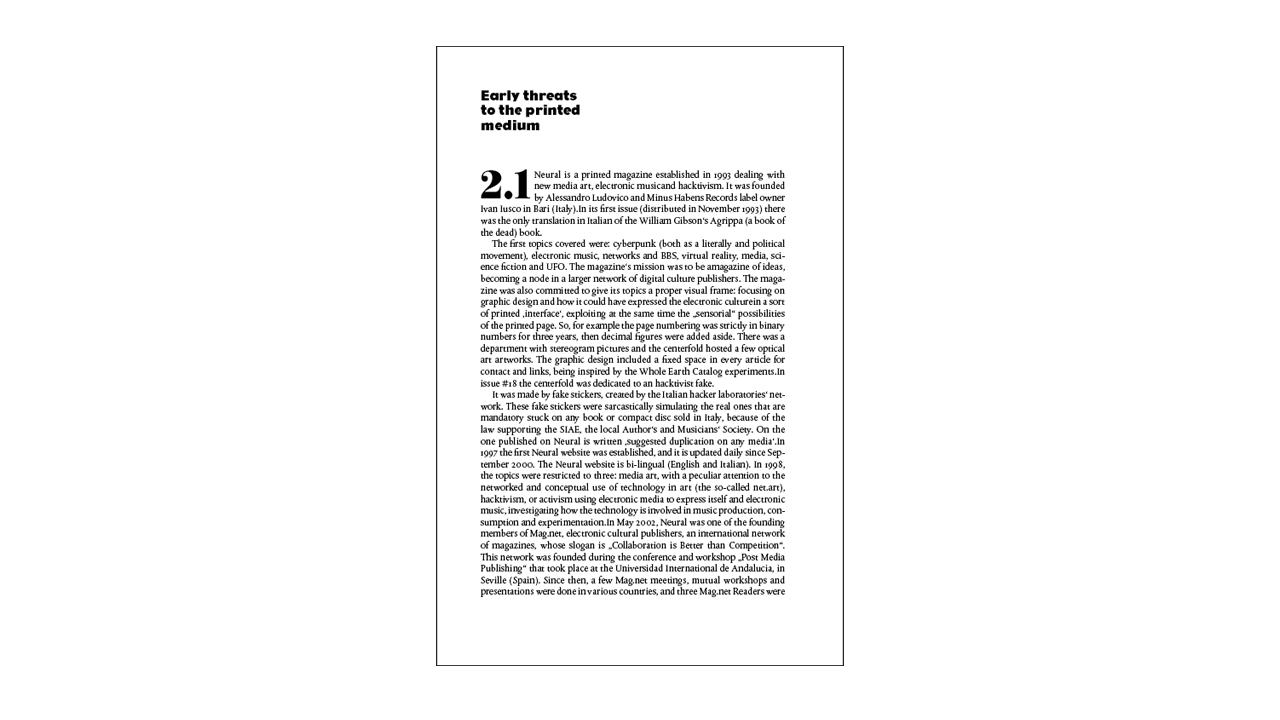 Early threats
to the printed
medium
2.1 Neural is a printed magazine established in 1993 dealing with
new media art, electronic musicand hacktivism. It was founded
by Alessandro Ludovico and Minus Habens Records label owner
Ivan Iusco in Bari (Italy).In its first issue (distributed in November 1993) there
was the only translation in Italian of the William Gibson's Agrippa (a book of
the dead) book.
The first topics covered were: cyberpunk (both as a literally and political
movement), electronic music, networks and BBS, virtual reality, media, sci-
ence fiction and UFO. The magazine's mission was to be amagazine of ideas,
becoming a node in a larger network of digital culture publishers. The maga-
zine was also committed to give its topics a proper visual frame: focusing on
graphic design and how it could have expressed the electronic culturein a sort
of printed ‚interface', exploiting at the same time the „sensorial“ possibilities
of the printed page. So, for example the page numbering was strictly in binary
numbers for three years, then decimal figures were added aside. There was a
department with stereogram pictures and the centerfold hosted a few optical
art artworks. The graphic design included a fixed space in every article for
contact and links, being inspired by the Whole Earth Catalog experiments.In
issue #18 the centerfold was dedicated to an hacktivist fake.
It was made by fake stickers, created by the Italian hacker laboratories' net-
work. These fake stickers were sarcastically simulating the real ones that are
mandatory stuck on any book or compact disc sold in Italy, because of the
law supporting the SIAE, the local Author's and Musicians' Society. On the
one published on Neural is written ‚suggested duplication on any media'.In
1997 the first Neural website was established, and it is updated daily since Sep-
tember 2000. The Neural website is bi-lingual (English and Italian). In 1998,
the topics were restricted to three: media art, with a peculiar attention to the
networked and conceptual use of technology in art (the so-called net.art),
hacktivism, or activism using electronic media to express itself and electronic
music, investigating how the technology is involved in music production, con-
sumption and experimentation.In May 2002, Neural was one of the founding
members of Mag.net, electronic cultural publishers, an international network
of magazines, whose slogan is „Collaboration is Better than Competition“.
This network was founded during the conference and workshop „Post Media
Publishing“ that took place at the Universidad International de Andalucia, in
Seville (Spain). Since then, a few Mag.net meetings, mutual workshops and
presentations were done in various countries, and three Mag.net Readers were